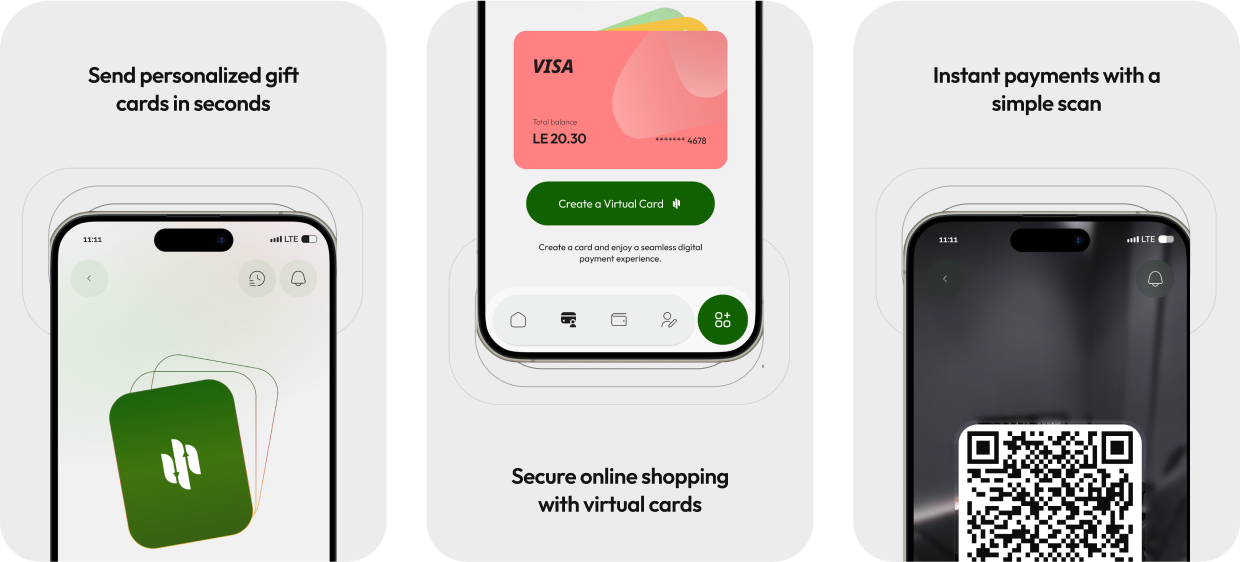 Send personalized gift
cards in seconds
11:11
LTE
VISA
Total balance
LE 20.30
******* 4678
Create a Virtual Card
Create a card and enjoy a seamless digital
payment experience.
Secure online shopping
with virtual cards
Instant payments with a
simple scan
11:11
LTE